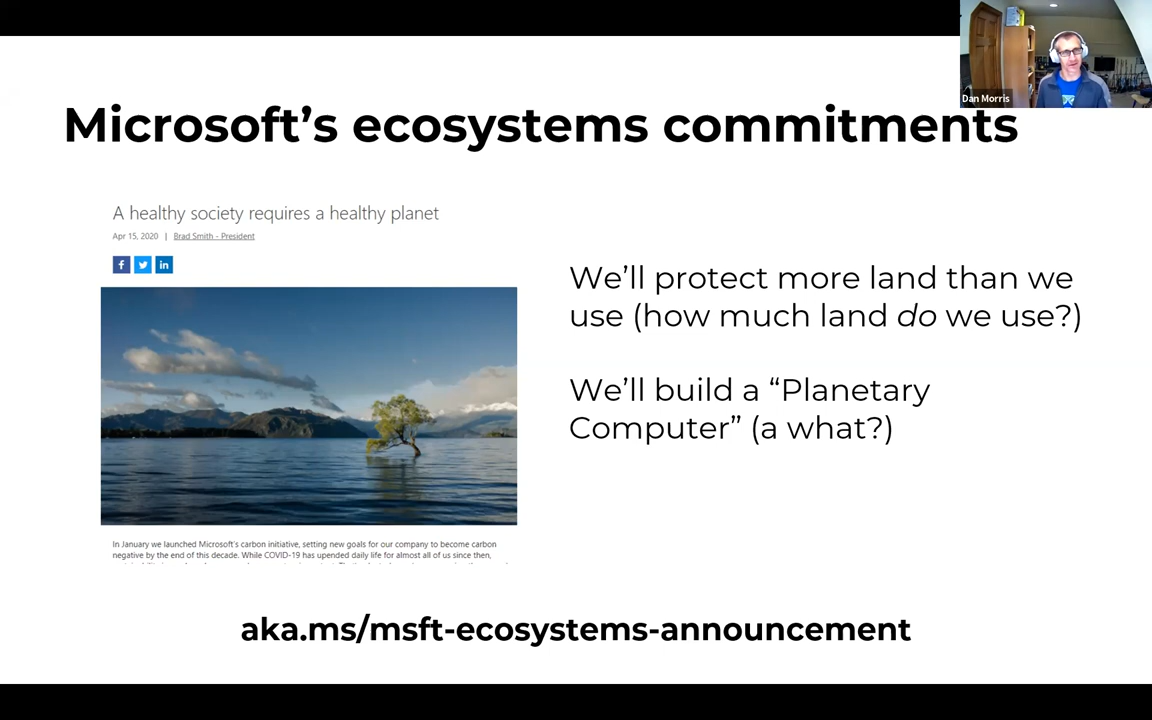 Dan Morris
Microsoft's ecosystems commitments
A healthy society requires a healthy planet
Apr 15, 2020 | Brad Smith - President
We'll protect more land than we
use (how much land do we use?)
We'll build a "Planetary
Computer" (a what?)
In January we launched Microsoft's carbon initiative, setting new goals for our company to become carbon
negative by the end of this decade. While COVID-19 has upended daily life for almost all of us since then,
aka.ms/msft-ecosystems-announcement